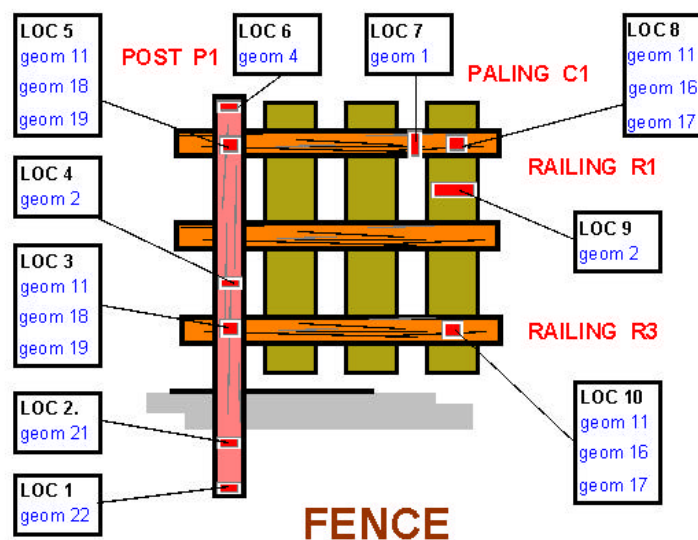 LOC 5
geom 11
geom 18
geom 19
POST P1
LOC 6
geom 4
LOC 7
geom 1
PALING C1
LOC 8
geom 11
geom 16
geom 17
LOC 4
geom 2
RAILING R1
LOC 9
geom 2
LOC 3
geom 11
geom 18
geom 19
RAILING R3
LOC 2.
geom 21
LOC 10
geom 11
geom 16
geom 17
LOC 1
geom 22
FENCE